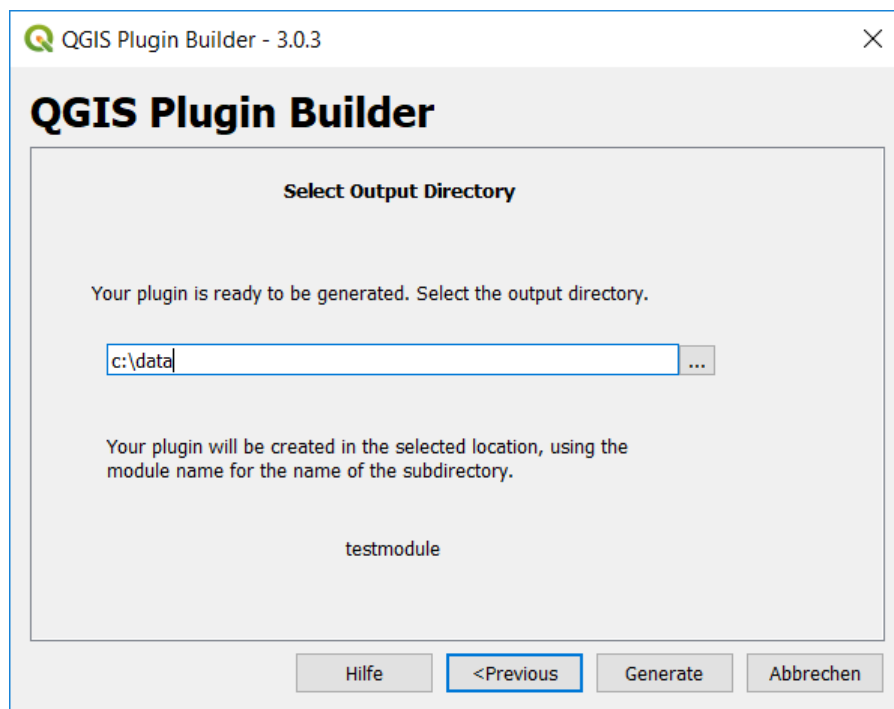 QGIS Plugin Builder - 3.0.3
QGIS Plugin Builder
Select Output Directory
Your plugin is ready to be generated. Select the output directory.
c:\data
...
Your plugin will be created in the selected location, using the
module name for the name of the subdirectory.
testmodule
Hilfe
<Previous
Generate
Abbrechen